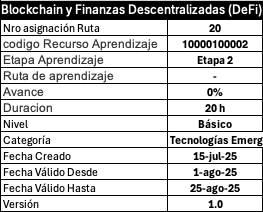 Blockchain y Finanzas Descentralizadas (DeFi)
Nro asignación Ruta 20
codigo Recurso Aprendizaje 10000100002
Etapa Aprendizaje Etapa 2
Ruta de aprendizaje -
Avance 0%
Duracion 20 h
Nivel Básico
Categoría Tecnologías Emerg
Fecha Creado 15-jul-25
Fecha Válido Desde 1-ago-25
Fecha Válido Hasta 25-ago-25
Versión 1.0